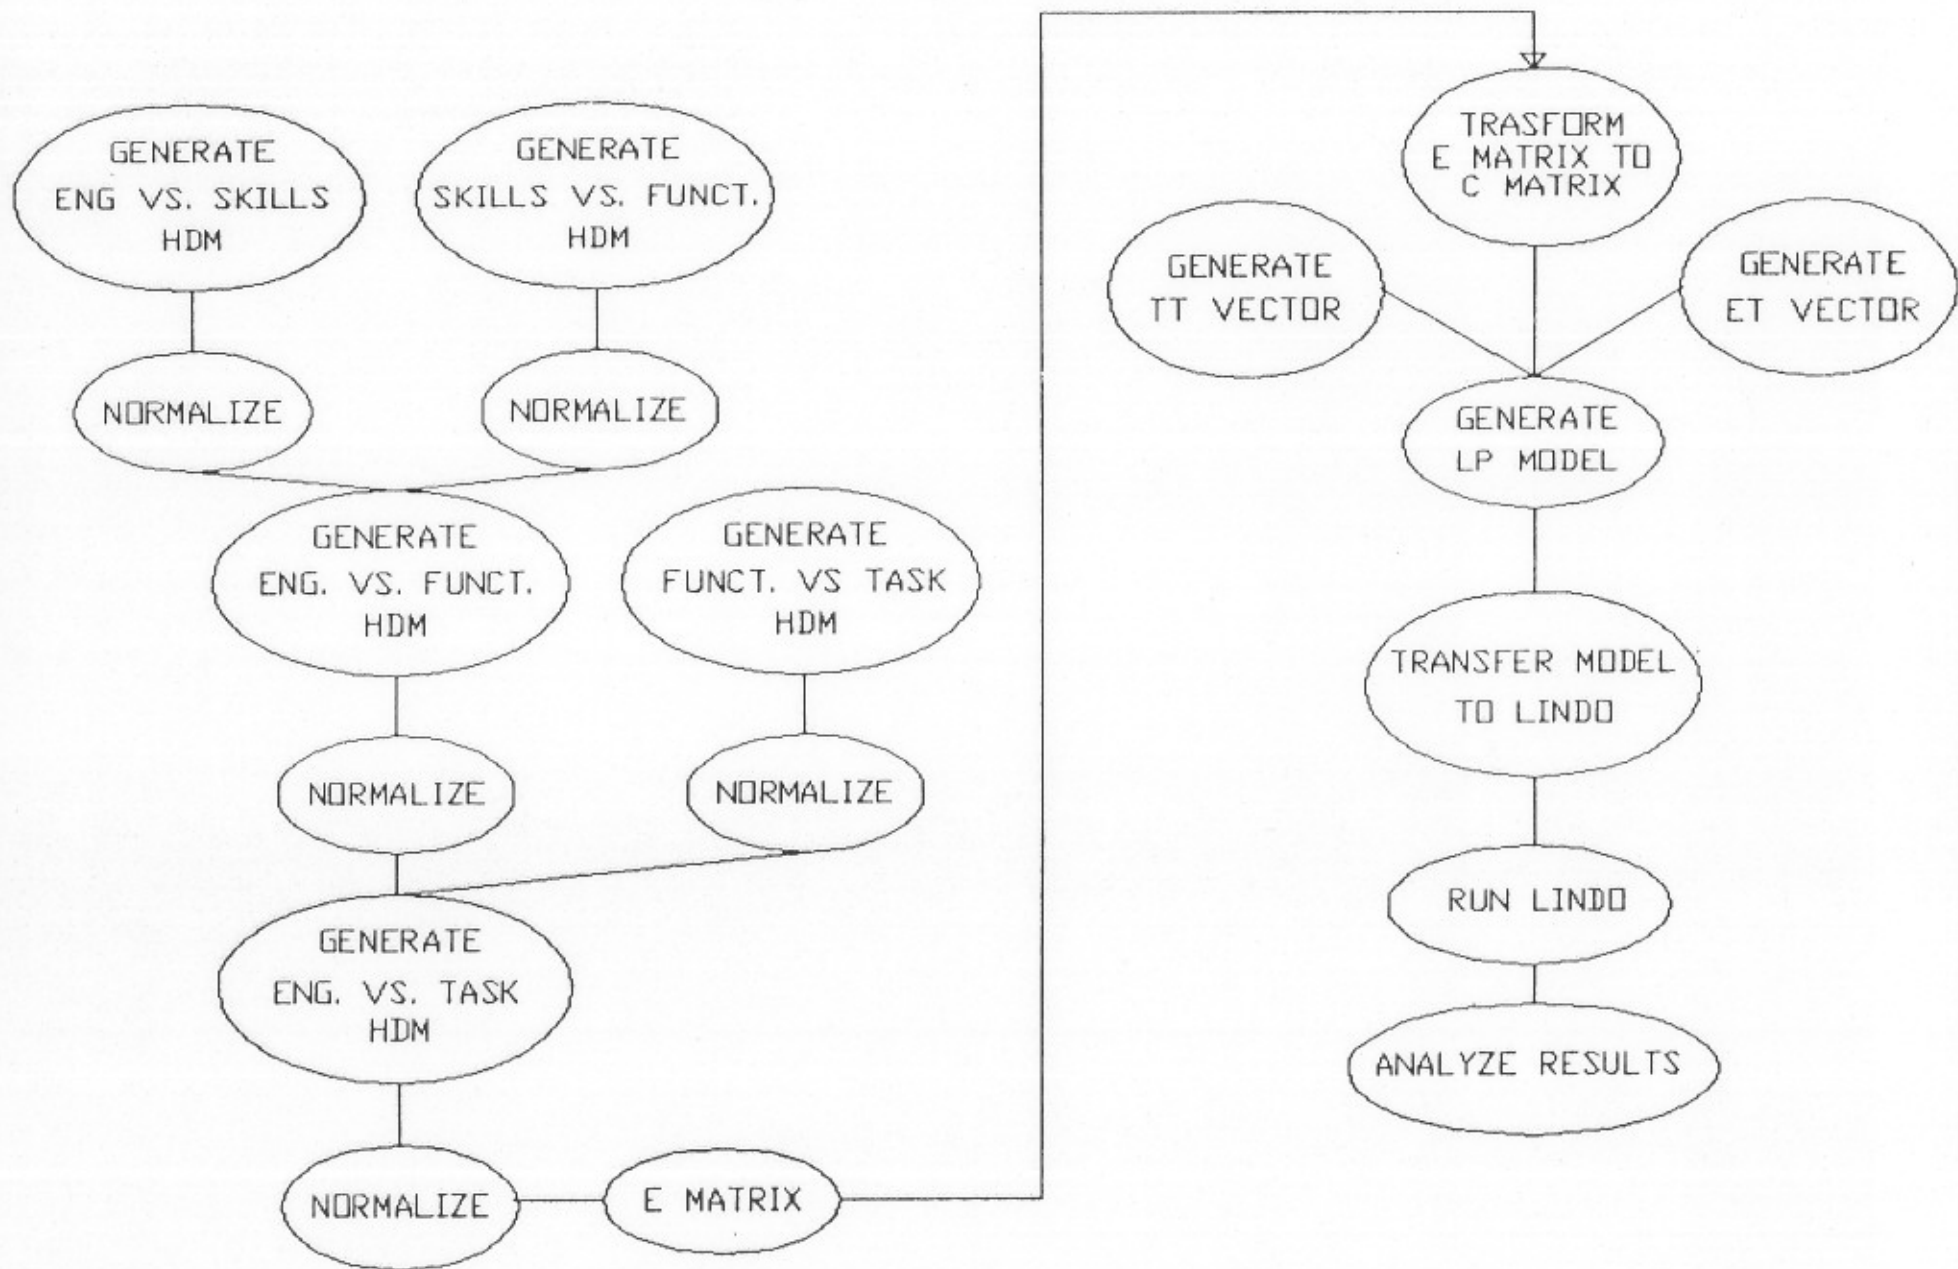 GENERATE
ENG VS. SKILLS
HDM
GENERATE
SKILLS VS. FUNCT.
HDM
NORMALIZE
NORMALIZE
GENERATE
ENG. VS. FUNCT.
HDM
GENERATE
FUNCT. VS TASK
HDM
NORMALIZE
NORMALIZE
GENERATE
ENG. VS. TASK
HDM
NORMALIZE
E MATRIX
TRASFORM
E MATRIX TO
C MATRIX
GENERATE
TT VECTOR
GENERATE
ET VECTOR
GENERATE
LP MODEL
TRANSFER MODEL
TO LINDO
RUN LINDO
ANALYZE RESULTS